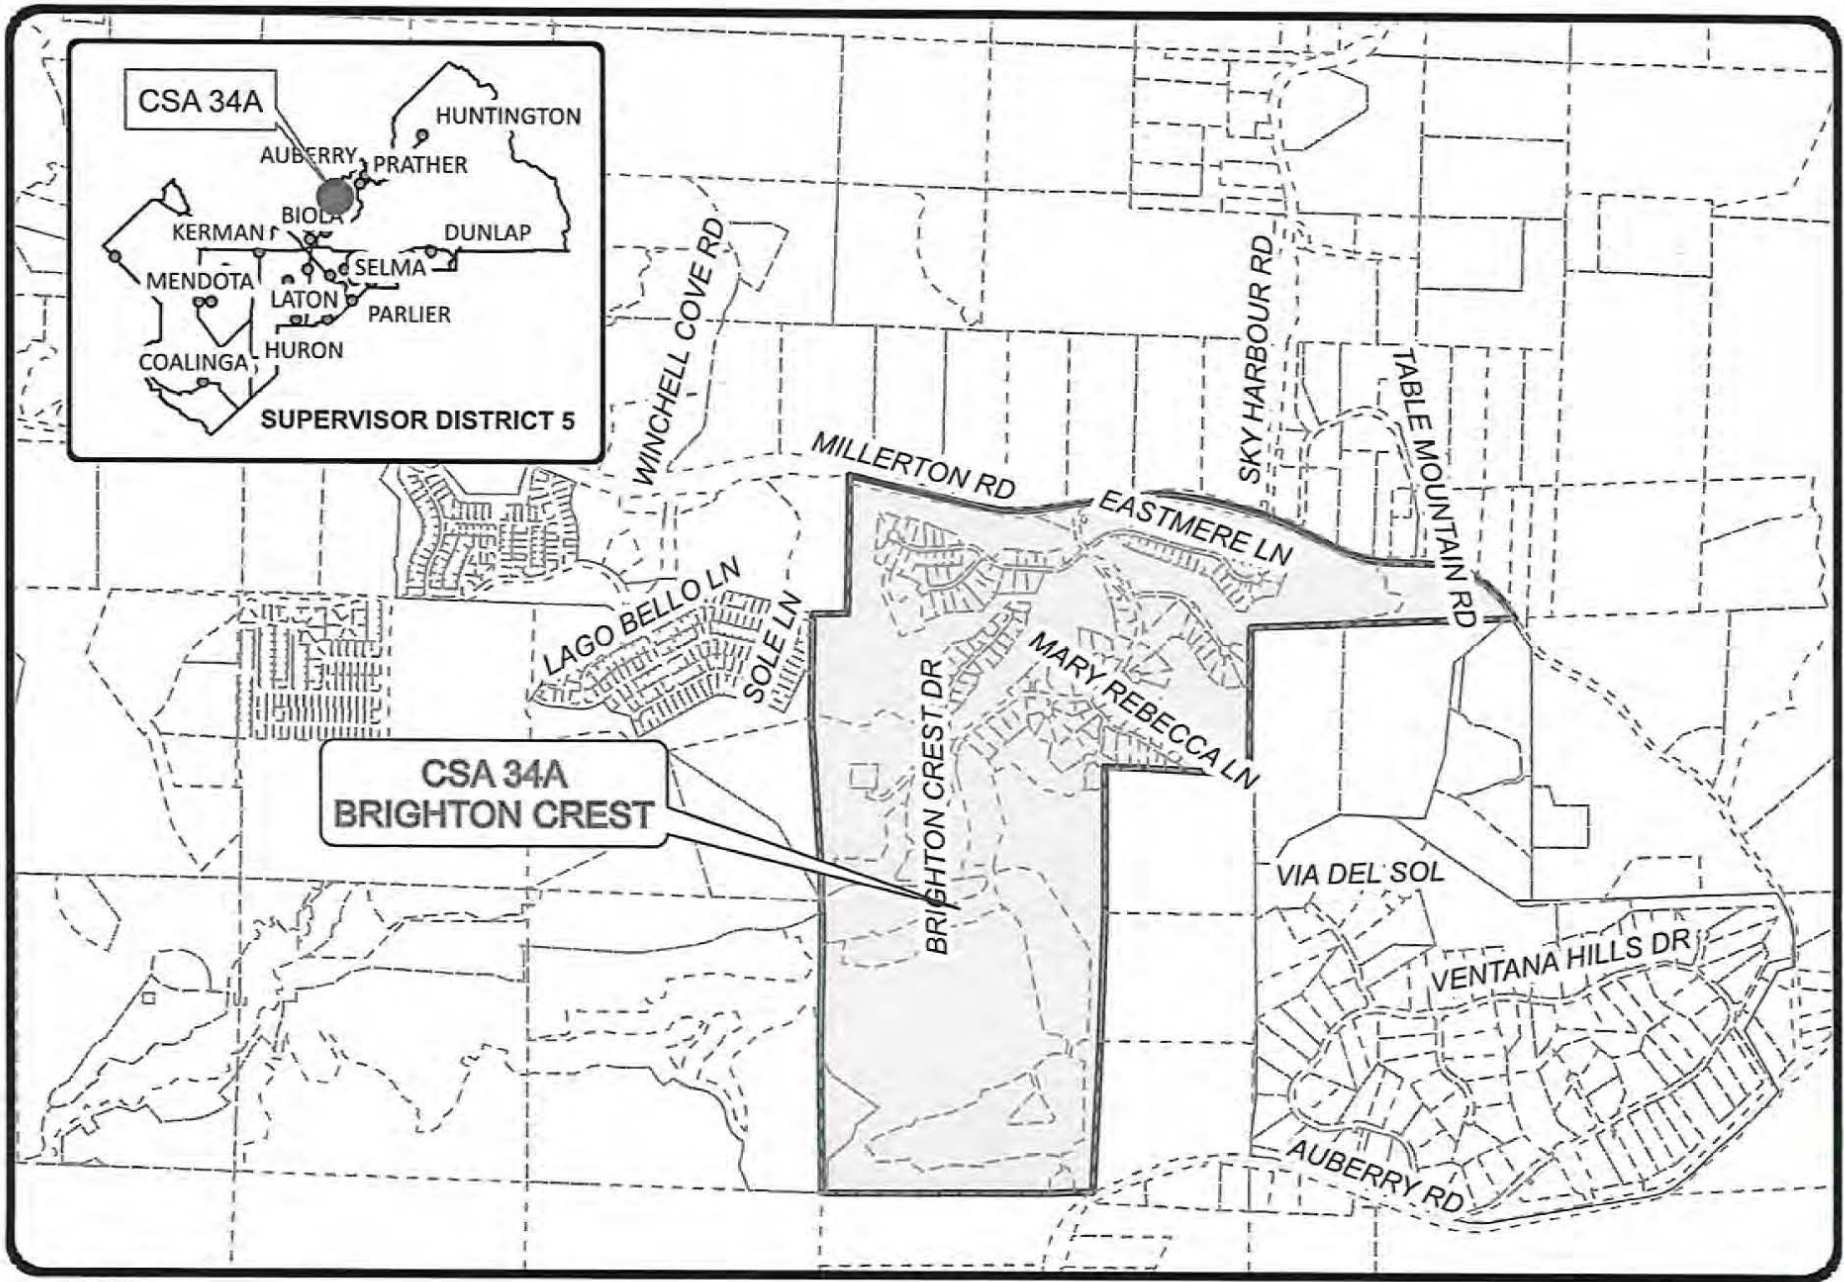 CSA 34A
HUNTINGTON
AUBERRY
PRATHER
BIOLA
KERMAN
DUNLAP
SELMA
MENDOTA
LATON
PARLIER
HURON
COALINGA
SUPERVISOR DISTRICT 5
WINCHELL COVE RD
SKY HARBOUR RD
TABLE MOUNTAIN RD
MILLERTON RD
EASTMERE LN
LAGO BELLO LN
SOLE LN
MARY REBECCA LN
BRIGHTON CREST DR
CSA 34A
BRIGHTON CREST
VIA DEL SOL
VENTANA HILLS DR
AUBERRY RD